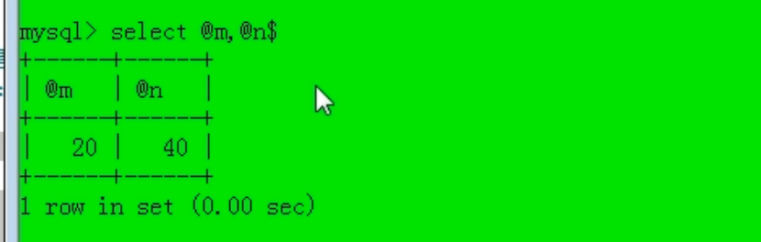 mysql> select @m,@n$
+------+------+
| @m   | @n   |
+------+------+
|   20 |   40 |
+------+------+
1 row in set (0.00 sec)